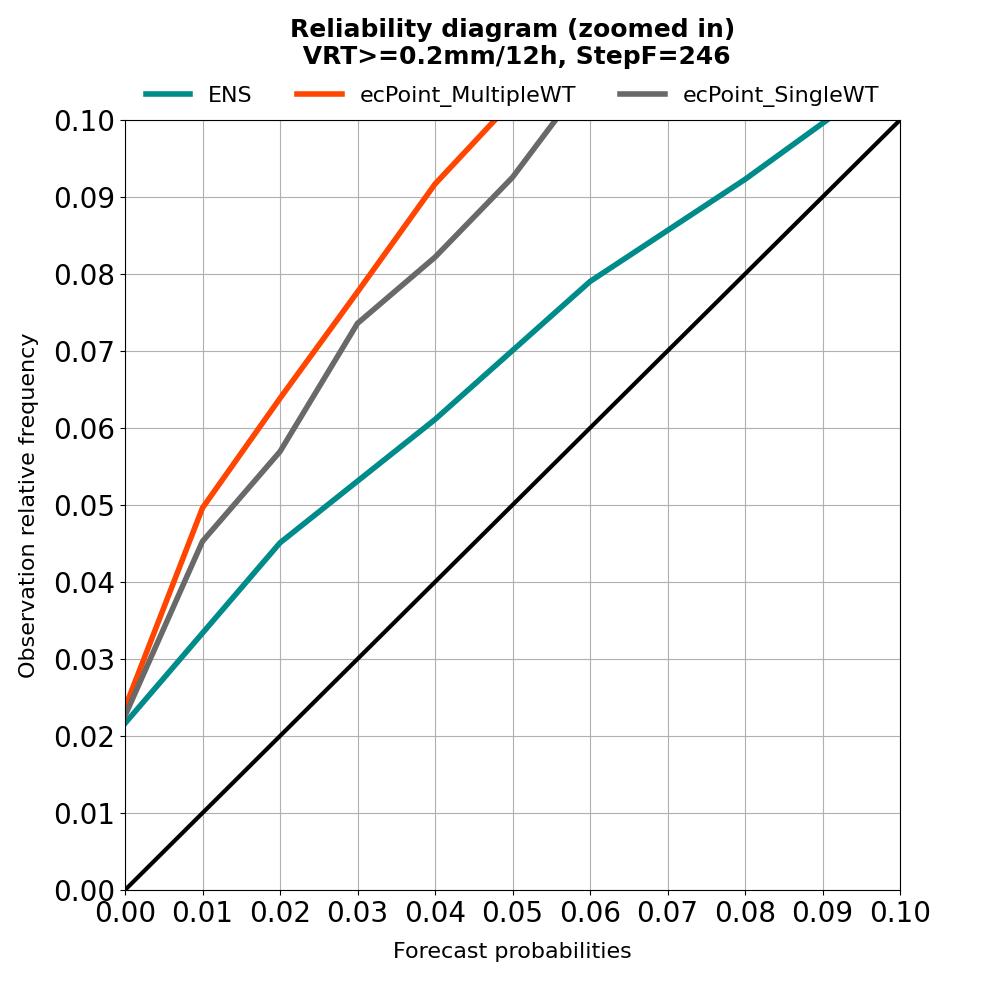 Reliability diagram (zoomed in)
VRT>=0.2mm/12h, StepF=246
ENS ecPoint_MultipleWT ecPoint_SingleWT
0.10
0.09
0.08
0.07
0.06
0.05
0.04
0.03
0.02
0.01
0.00
Observation relative frequency
0.00 0.01 0.02 0.03 0.04 0.05 0.06 0.07 0.08 0.09 0.10
Forecast probabilities